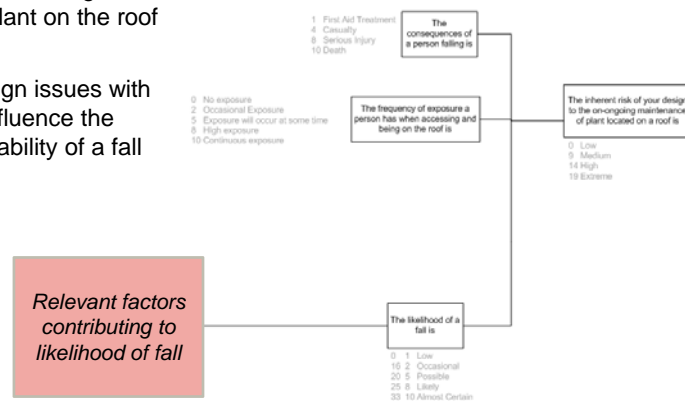 lant on the roof
ign issues with
fluence the
ability of a fall
1 First Aid Treatment
4 Casualty
8 Serious Injury
10 Death
The
consequences of
a person falling is
0 No exposure
2 Occasional Exposure
5 Exposure will occur at some time
8 High exposure
10 Continuous exposure
The frequency of exposure a
person has when accessing and
being on the roof is
The inherent risk of your design
to the on-ongoing maintenance
of plant located on a roof is
0 Low
9 Medium
14 High
19 Extreme
Relevant factors
contributing to
likelihood of fall
The likelihood of a
fall is
0 1 Low
16 2 Occasional
20 5 Possible
25 8 Likely
33 10 Almost Certain